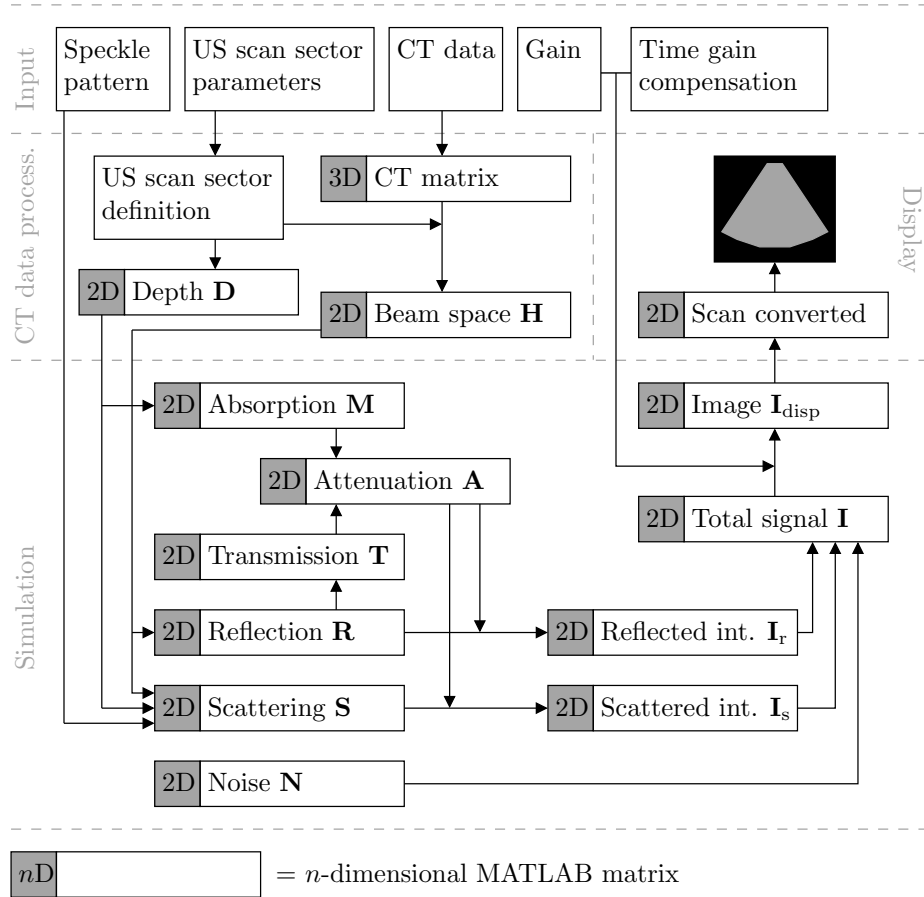 Input
Speckle
pattern
US scan sector
parameters
CT data
Gain
Time gain
compensation
CT data process.
US scan sector
definition
3D CT matrix
2D Depth D
2D Beam space H
Display
2D Scan converted
Simulation
2D Absorption M
2D Image I_disp
2D Attenuation A
2D Total signal I
2D Transmission T
2D Reflection R
2D Reflected int. I_r
2D Scattering S
2D Scattered int. I_s
2D Noise N
nD = n-dimensional MATLAB matrix